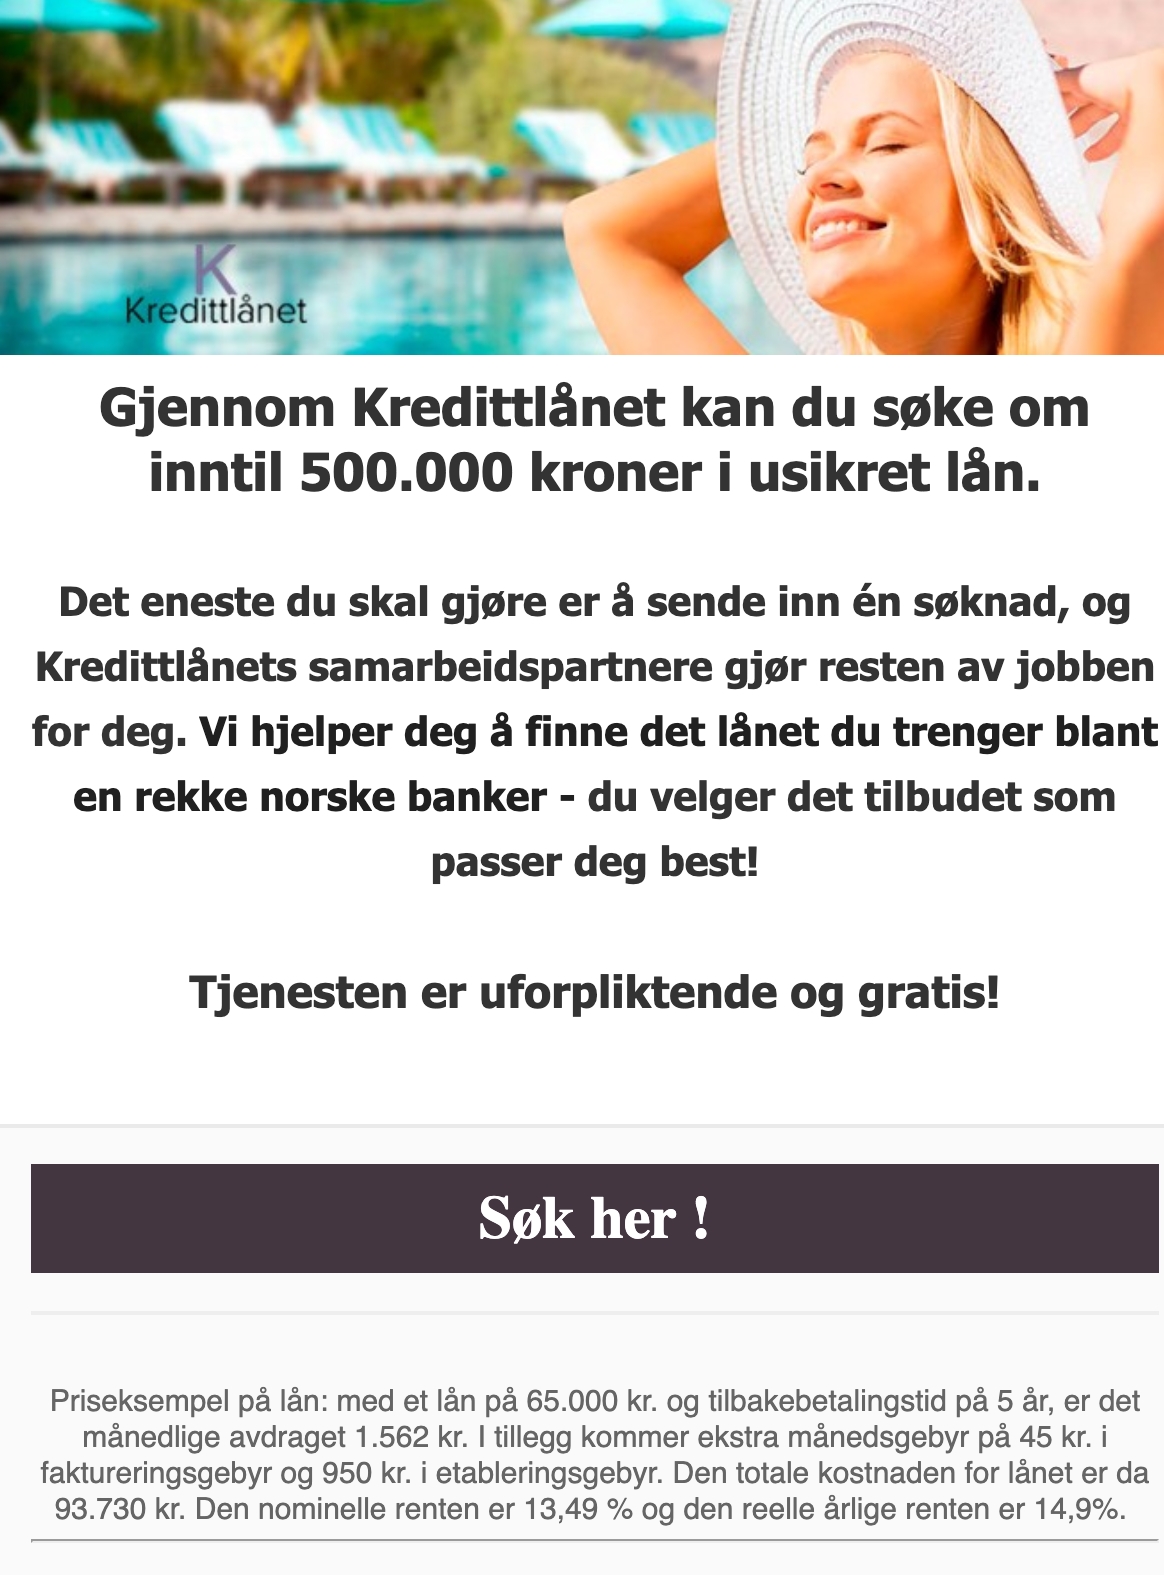 K
Kredittlånet
Gjennom Kredittlånet kan du søke om
inntil 500.000 kroner i usikret lån.
Det eneste du skal gjøre er å sende inn én søknad, og
Kredittlånets samarbeidspartnere gjør resten av jobben
for deg. Vi hjelper deg å finne det lånet du trenger blant
en rekke norske banker - du velger det tilbudet som
passer deg best!
Tjenesten er uforpliktende og gratis!
Søk her !
Priseksempel på lån: med et lån på 65.000 kr. og tilbakebetalingstid på 5 år, er det
månedlige avdraget 1.562 kr. I tillegg kommer ekstra månedsgebyr på 45 kr. i
faktureringsgebyr og 950 kr. i etableringsgebyr. Den totale kostnaden for lånet er da
93.730 kr. Den nominelle renten er 13,49 % og den reelle årlige renten er 14,9%.